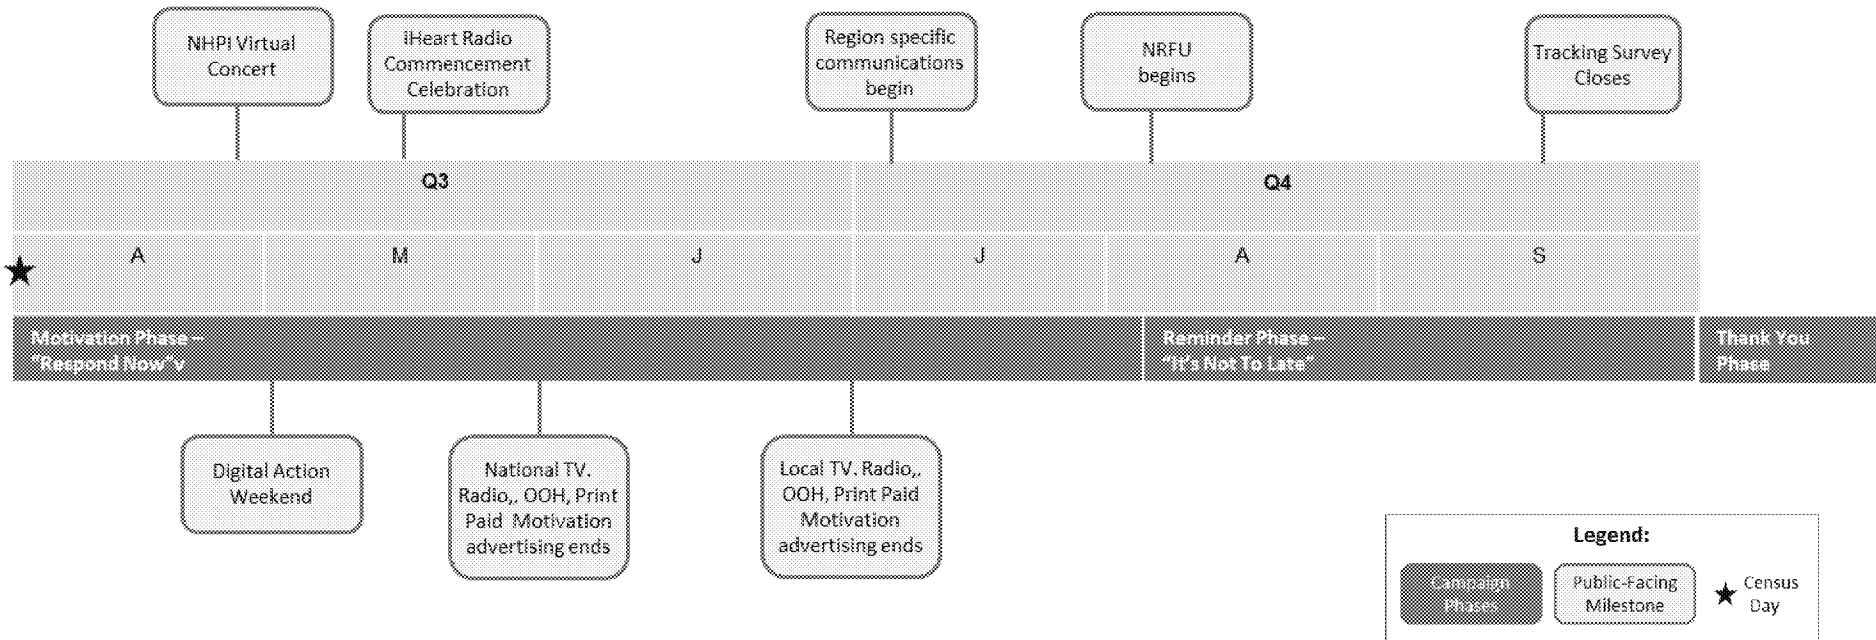 NHPI Virtual
Concert
iHeart Radio
Commencement
Celebration
Region specific
communications
begin
NRFU
begins
Tracking Survey
Closes
Q3
Q4
A
M
J
J
A
S
Motivation Phase –
"Respond Now"v
Reminder Phase –
"It's Not To Late"
Thank You
Phase
Digital Action
Weekend
National TV.
Radio,. OOH, Print
Paid Motivation
advertising ends
Local TV. Radio,.
OOH, Print Paid
Motivation
advertising ends
Legend:
Campaign
Phases
Public-Facing
Milestone
Census
Day